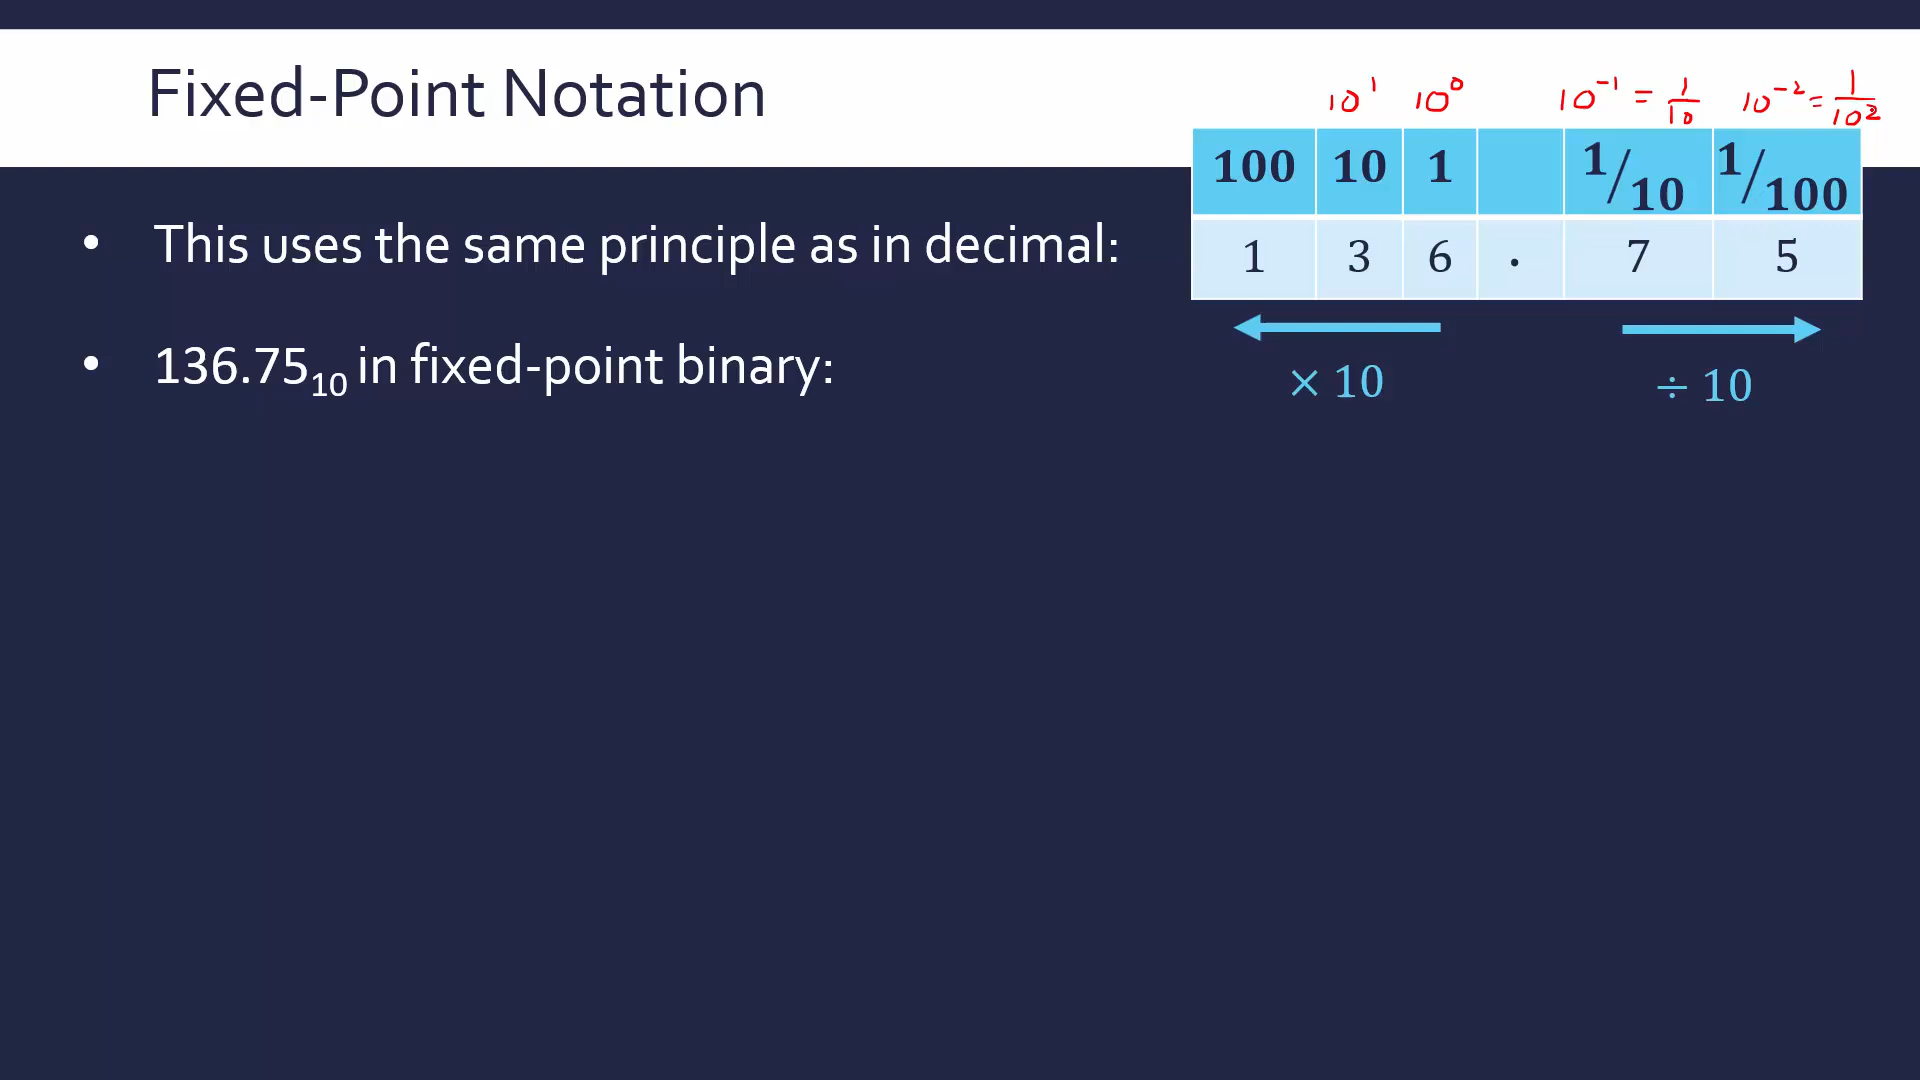 Fixed-Point Notation
10¹ 10⁰ 10⁻¹ = 1/10 10⁻² = 1/10²
100 10 1 1/10 1/100
1 3 6 . 7 5
× 10 ÷ 10
• This uses the same principle as in decimal:
• 136.75₁₀ in fixed-point binary: